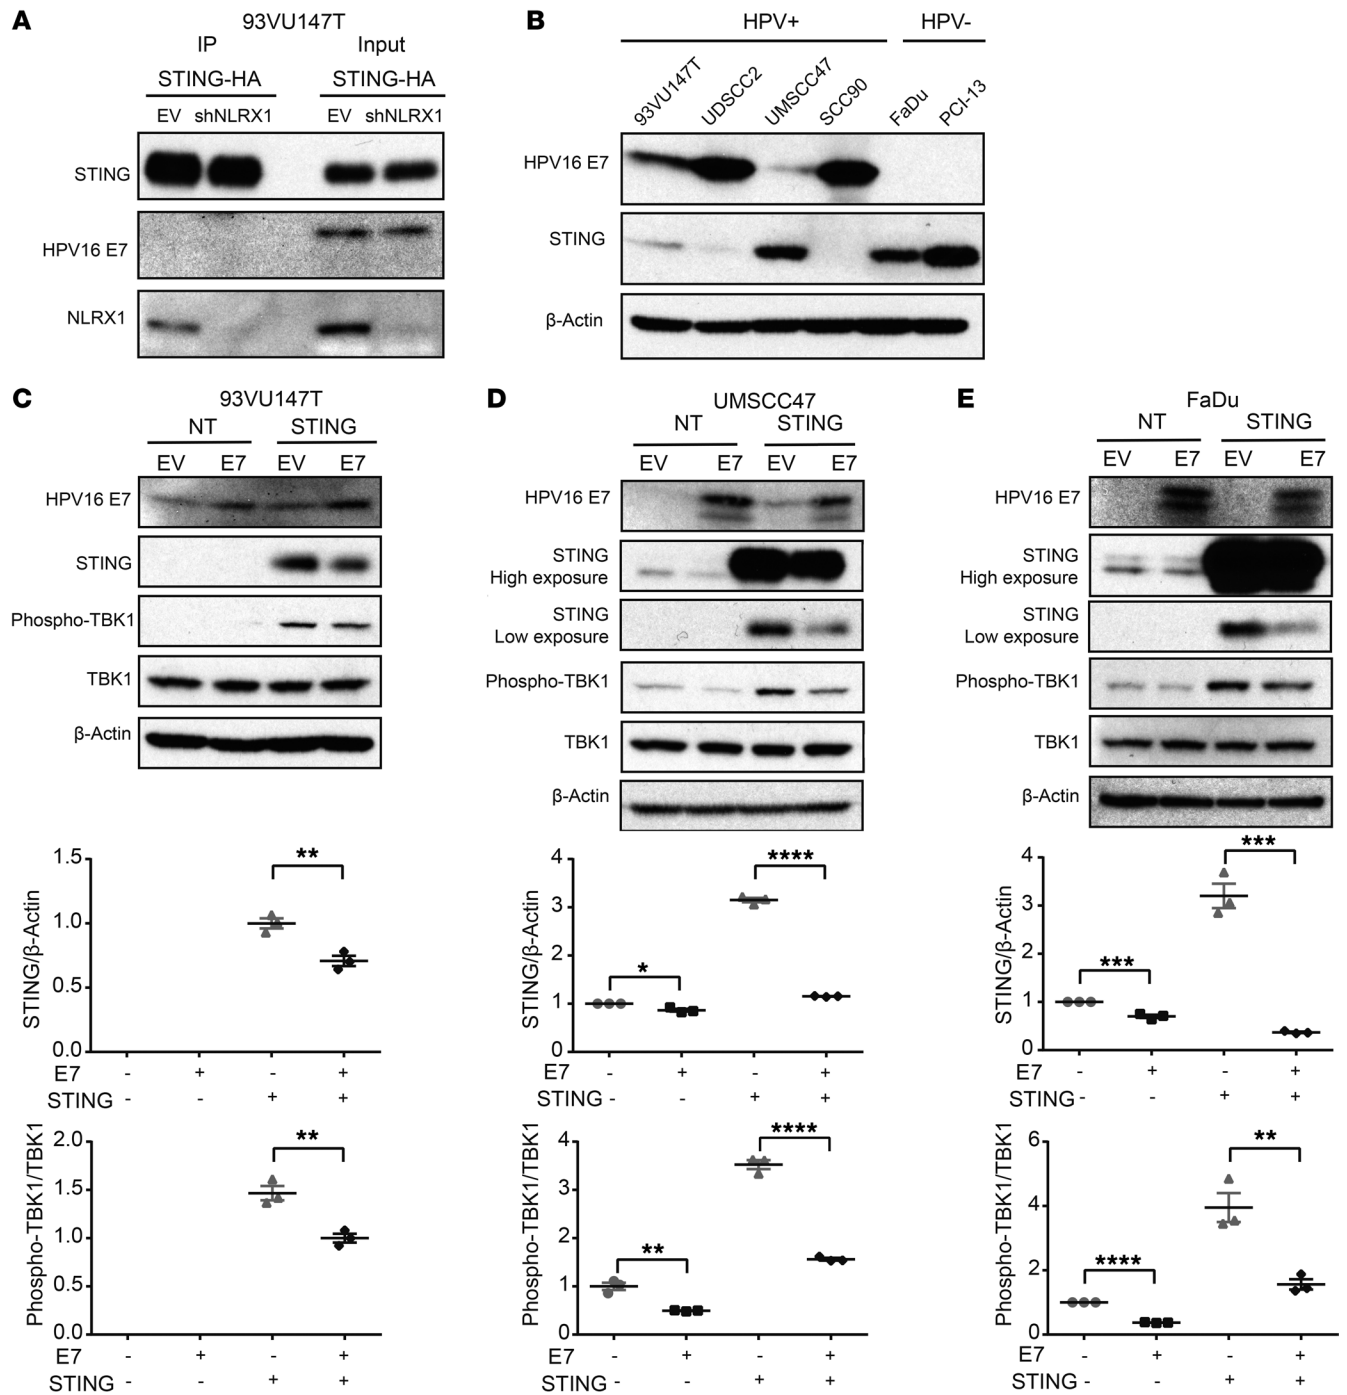 A
93VU147T
IP Input
STING-HA STING-HA
EV shNLRX1 EV shNLRX1
STING
HPV16 E7
NLRX1
B
HPV+ HPV-
93VU147T UDSCC2 UMSCC47 SCC90 FaDu PCI-13
HPV16 E7
STING
β-Actin
C
93VU147T
NT STING
EV E7 EV E7
HPV16 E7
STING
Phospho-TBK1
TBK1
β-Actin
STING/β-Actin
1.5
1.0
0.5
0.0
**
E7 - + - +
STING - - + +
Phospho-TBK1/TBK1
2.0
1.5
1.0
0.5
0.0
**
E7 - + - +
STING - - + +
D
UMSCC47
NT STING
EV E7 EV E7
HPV16 E7
STING
High exposure
STING
Low exposure
Phospho-TBK1
TBK1
β-Actin
STING/β-Actin
4
3
2
1
0
* ****
E7 - + - +
STING - - + +
Phospho-TBK1/TBK1
4
3
2
1
0
** ****
E7 - + - +
STING - - + +
E
FaDu
NT STING
EV E7 EV E7
HPV16 E7
STING
High exposure
STING
Low exposure
Phospho-TBK1
TBK1
β-Actin
STING/β-Actin
4
3
2
1
0
*** ***
E7 - + - +
STING - - + +
Phospho-TBK1/TBK1
6
4
2
0
**** **
E7 - + - +
STING - - + +